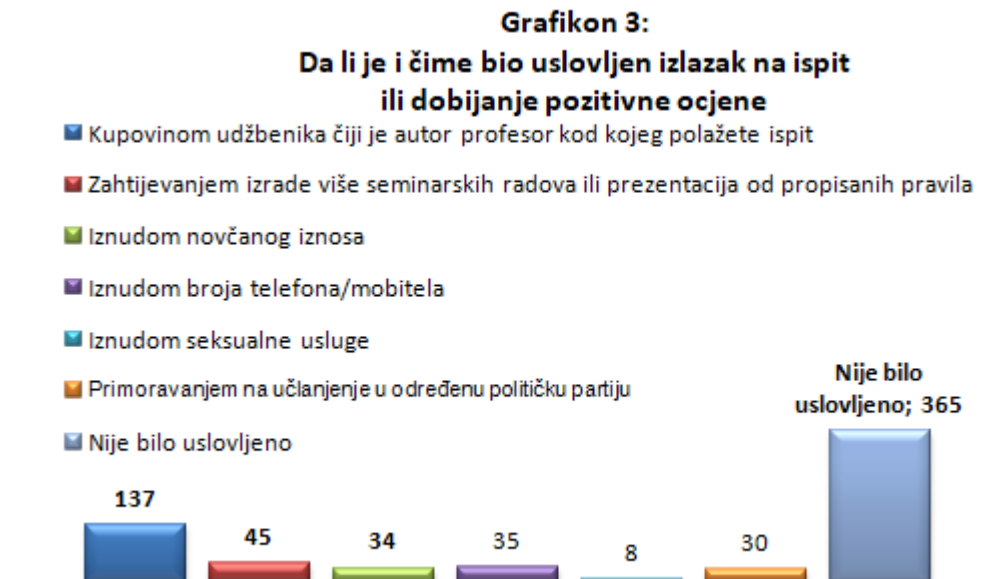 Grafikon 3:
Da li je i čime bio uslovljen izlazak na ispit
ili dobijanje pozitivne ocjene
Kupovinom udžbenika čiji je autor profesor kod kojeg polažete ispit
Zahtijevanjem izrade više seminarskih radova ili prezentacija od propisanih pravila
Iznudom novčanog iznosa
Iznudom broja telefona/mobitela
Iznudom seksualne usluge
Primoravanjem na učlanjenje u određenu političku partiju
Nije bilo uslovljeno
Nije bilo
uslovljeno; 365
137
45
34
35
8
30